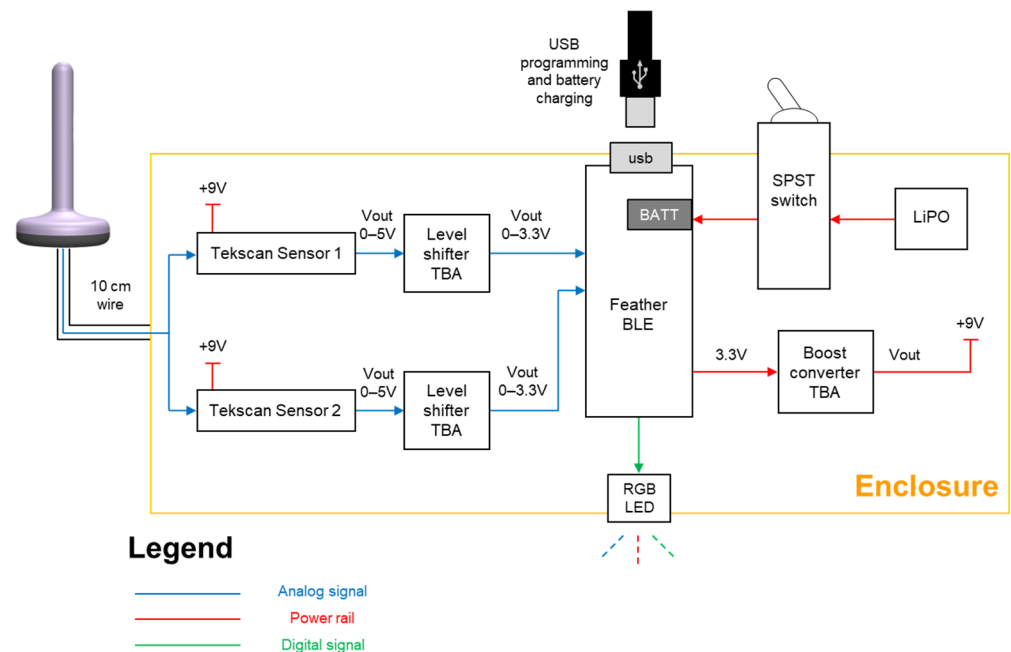 USB
programming
and battery
charging
usb
SPST
switch
BATT
LiPO
+9V
Tekscan Sensor 1
Vout
0–5V
Level
shifter
TBA
Vout
0–3.3V
10 cm
wire
Feather
BLE
+9V
Tekscan Sensor 2
Vout
0–5V
Level
shifter
TBA
Vout
0–3.3V
3.3V
Boost
converter
TBA
Vout
+9V
RGB
LED
Enclosure
Legend
Analog signal
Power rail
Digital signal